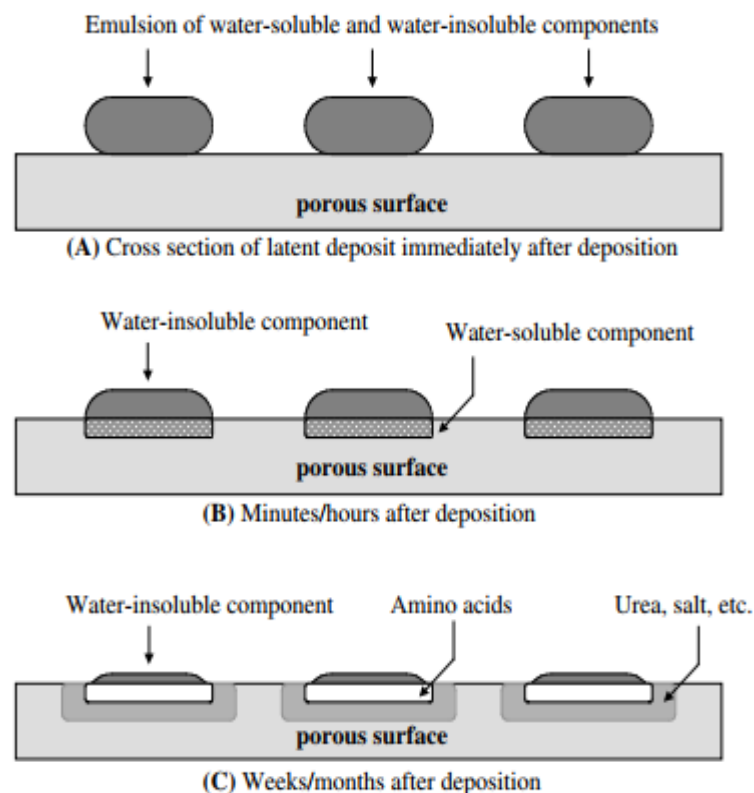 Emulsion of water-soluble and water-insoluble components
porous surface
(A) Cross section of latent deposit immediately after deposition
Water-insoluble component
Water-soluble component
porous surface
(B) Minutes/hours after deposition
Water-insoluble component
Amino acids
Urea, salt, etc.
porous surface
(C) Weeks/months after deposition